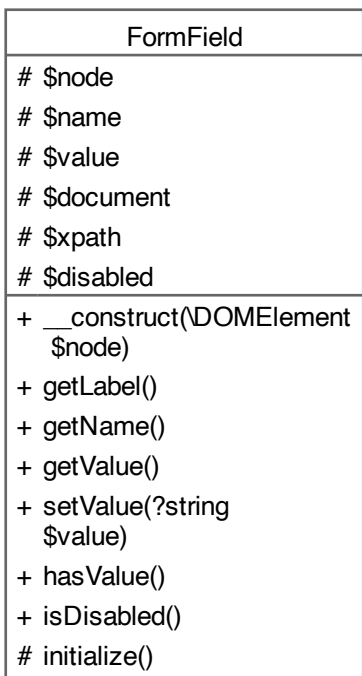 FormField
# $node
# $name
# $value
# $document
# $xpath
# $disabled
+ __construct(\DOMElement
$node)
+ getLabel()
+ getName()
+ getValue()
+ setValue(?string
$value)
+ hasValue()
+ isDisabled()
# initialize()